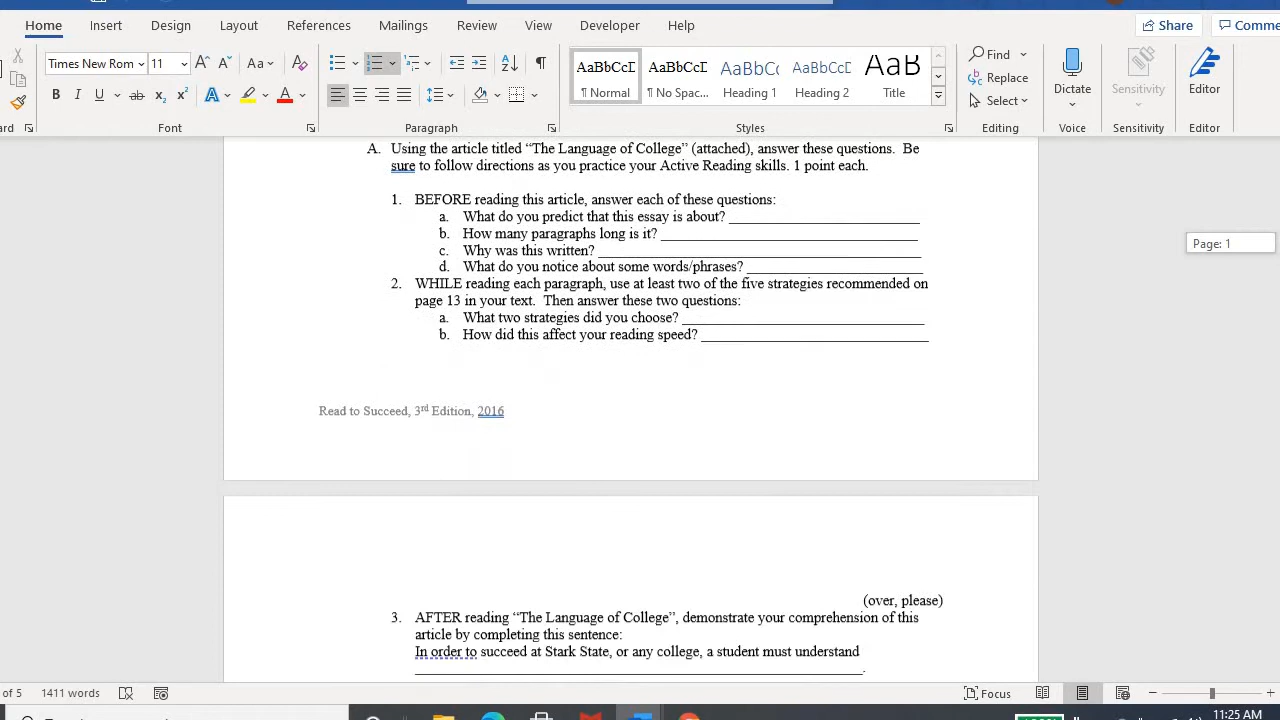 Home Insert Design Layout References Mailings Review View Developer Help Share
Times New Rom 11 Aa Find
Replace
AaBbCcD AaBbCcD AaBbCc AaBbCcD AaB
Normal No Spac... Heading 1 Heading 2 Title Select Dictate Sensitivity Editor
Font Paragraph Styles Editing Voice Sensitivity Editor
A. Using the article titled “The Language of College” (attached), answer these questions. Be
sure to follow directions as you practice your Active Reading skills. 1 point each.
1. BEFORE reading this article, answer each of these questions:
a. What do you predict that this essay is about?
b. How many paragraphs long is it?
Page: 1
c. Why was this written?
d. What do you notice about some words/phrases?
2. WHILE reading each paragraph, use at least two of the five strategies recommended on
page 13 in your text. Then answer these two questions:
a. What two strategies did you choose?
b. How did this affect your reading speed?
Read to Succeed, 3rd Edition, 2016
(over, please)
3. AFTER reading “The Language of College”, demonstrate your comprehension of this
article by completing this sentence:
In order to succeed at Stark State, or any college, a student must understand
.
of 5 1411 words Focus
11:25 AM